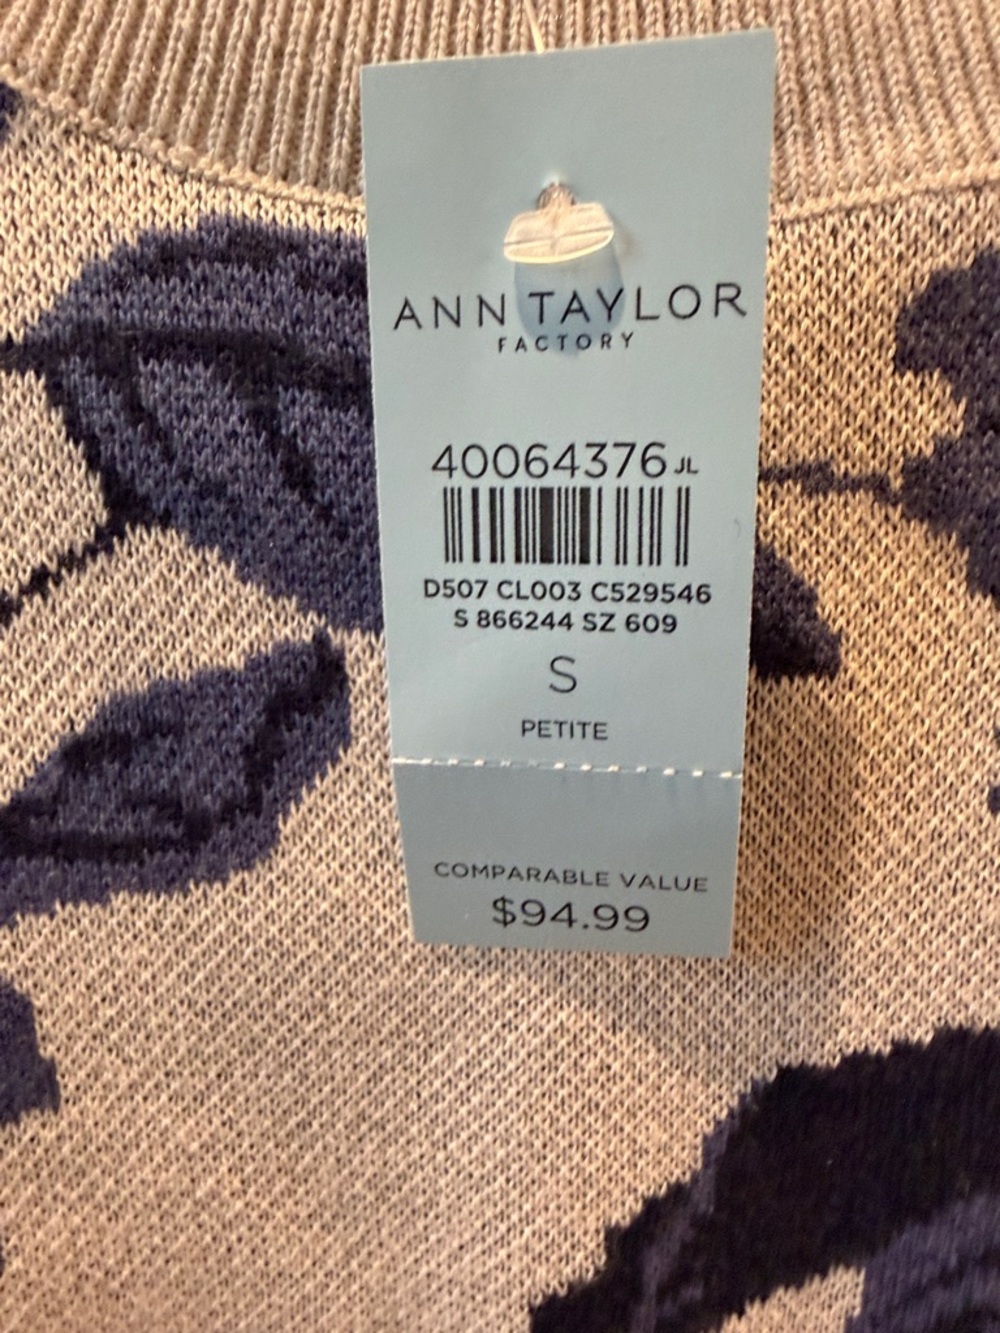 ANN TAYLOR
FACTORY
40064376 JL
D507 CL003 C529546
S 866244 SZ 609
S
PETITE
COMPARABLE VALUE
$94.99